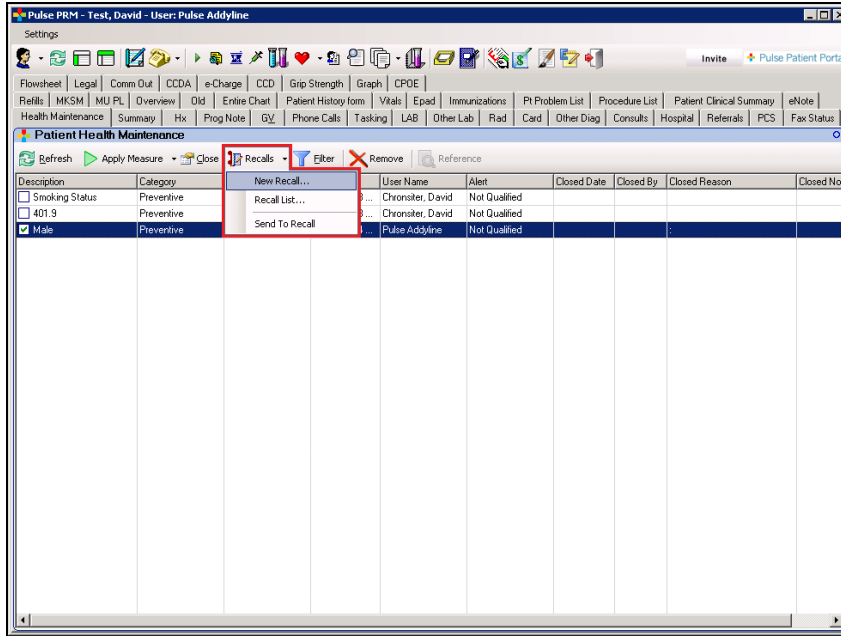 Pulse PRM - Test, David - User: Pulse Addyline
Settings
Invite Pulse Patient Porta
Flowsheet Legal Comm Out CCDA e-Charge CCD Grip Strength Graph CPOE
Refills MKSM MU PL Overview Old Entire Chart Patient History form Vitals Epad Immunizations Pt Problem List Procedure List Patient Clinical Summary eNote
Health Maintenance Summary Hx Prog Note GV Phone Calls Tasking LAB Other Lab Rad Card Other Diag Consults Hospital Referrals PCS Fax Status
Patient Health Maintenance
Refresh Apply Measure Close Recalls Filter Remove Reference
Description Category User Name Alert Closed Date Closed By Closed Reason Closed No
New Recall...
Smoking Status Preventive 3 ... Chronsiter, David Not Qualified
Recall List...
401.9 Preventive ... Chronsiter, David Not Qualified
Send To Recall
Male Preventive ... Pulse Addyline Not Qualified :